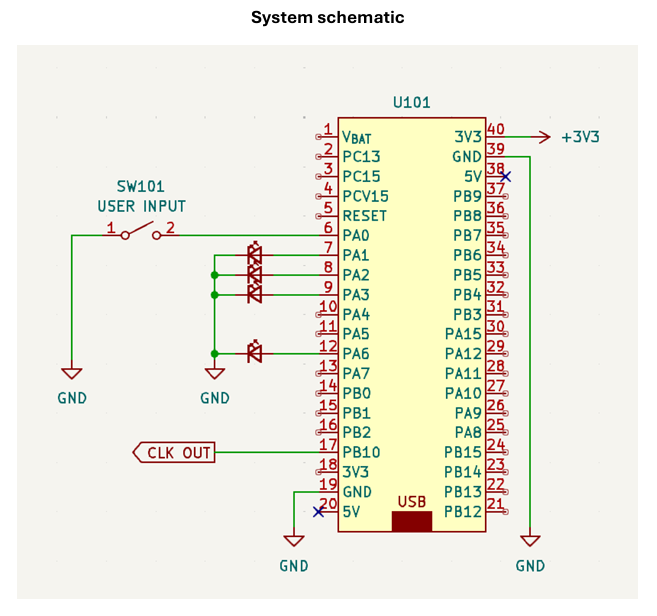 System schematic
U101
1 VBAT 3V3 40 +3V3
2 PC13 GND 39
3 PC15 5V 38
4 PCV15 PB9 37
5 RESET PB8 36
SW101
USER INPUT
1 2
6 PA0 PB7 35
7 PA1 PB6 34
8 PA2 PB5 33
9 PA3 PB4 32
10 PA4 PB3 31
11 PA5 PA15 30
12 PA6 PA12 29
13 PA7 PA11 28
GND GND
14 PB0 PA10 27
15 PB1 PA9 26
16 PB2 PA8 25
CLK OUT 17 PB10 PB15 24
18 3V3 PB14 23
19 GND PB13 22
20 5V PB12 21
USB
GND GND